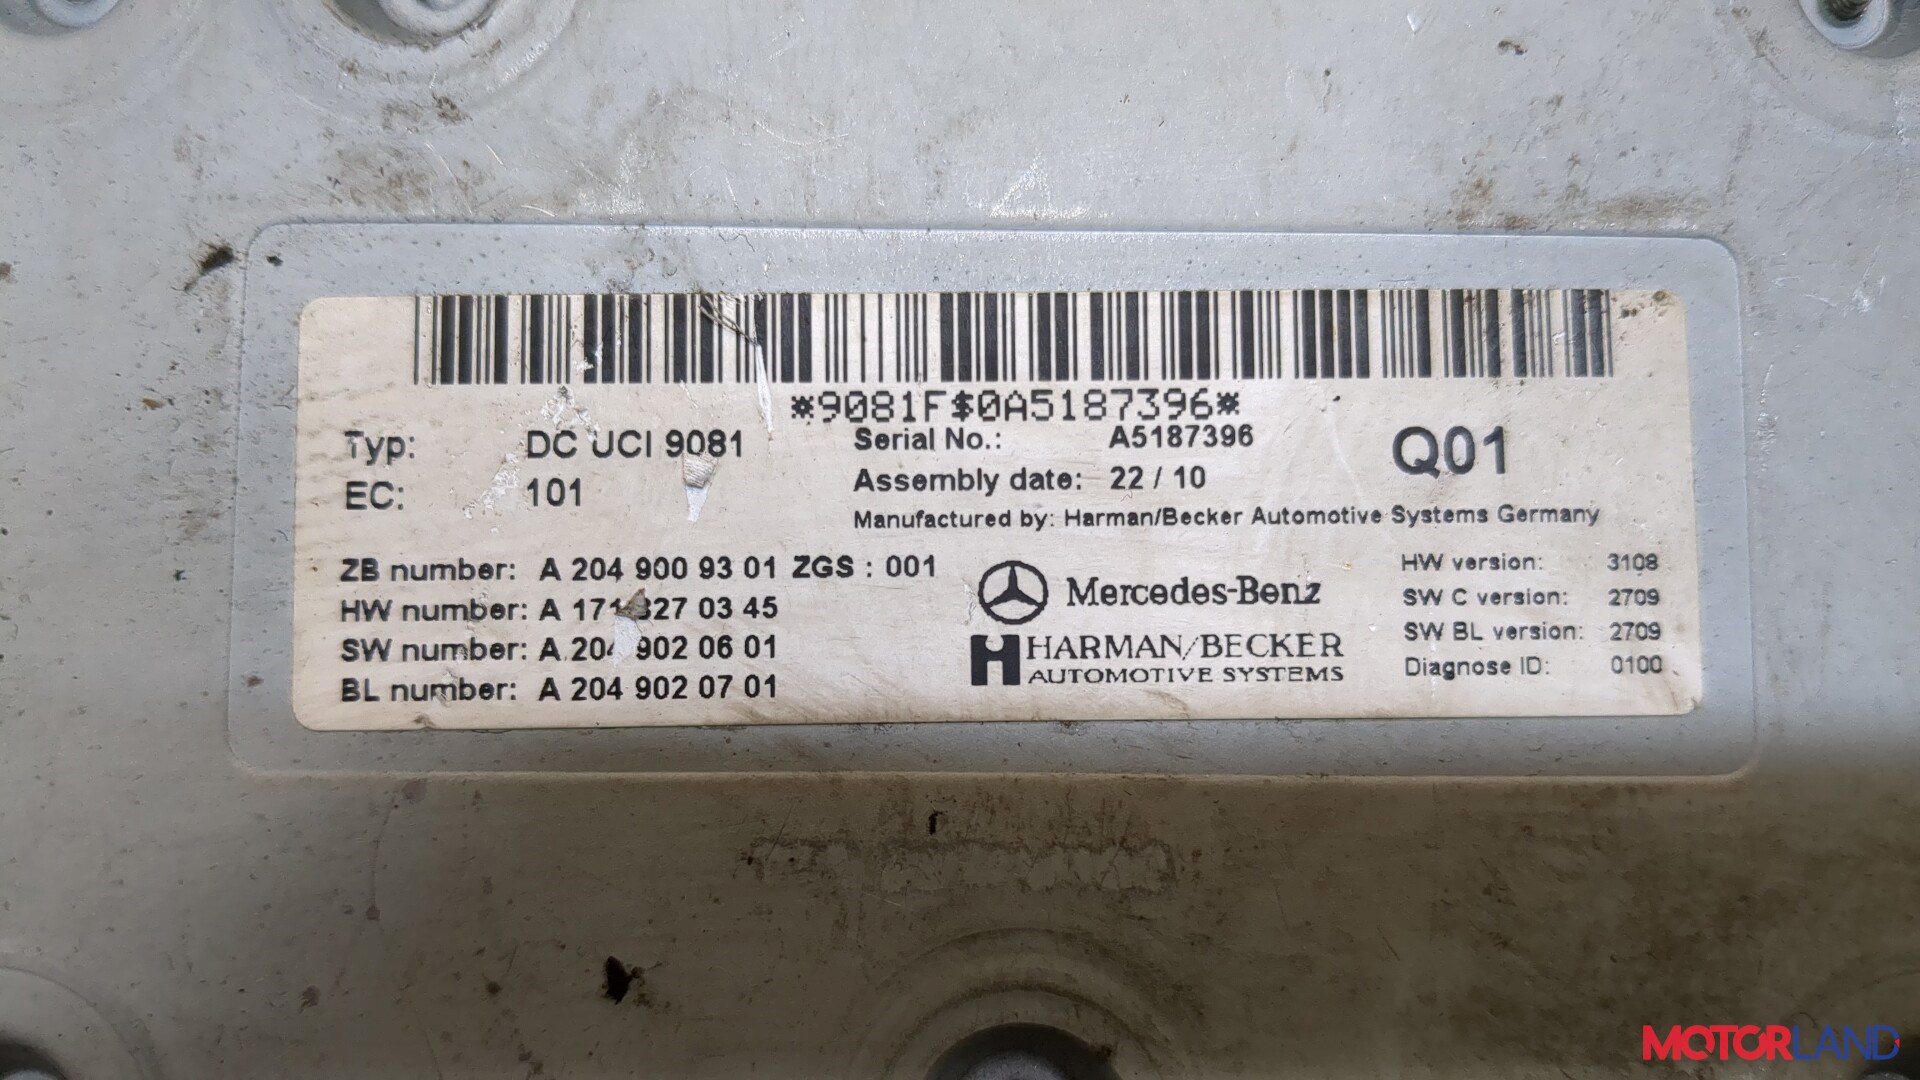 *9081F$0A5187396*
Typ: DC UCI 9081
EC: 101
Serial No.: A5187396
Assembly date: 22 / 10
Q01
Manufactured by: Harman/Becker Automotive Systems Germany
ZB number: A 204 900 93 01 ZGS : 001
HW number: A 03 45
SW number: A 204 902 06 01
BL number: A 204 902 07 01
Mercedes-Benz
HARMAN/BECKER
AUTOMOTIVE SYSTEMS
HW version: 3108
SW C version: 2709
SW BL version: 2709
Diagnose ID: 0100
MOTORLAND